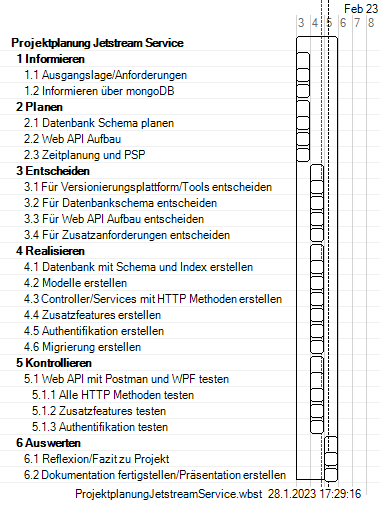 Feb 23
3 4 5 6 7 8
Projektplanung Jetstream Service
1 Informieren
1.1 Ausgangslage/Anforderungen
1.2 Informieren über mongoDB
2 Planen
2.1 Datenbank Schema planen
2.2 Web API Aufbau
2.3 Zeitplanung und PSP
3 Entscheiden
3.1 Für Versionierungsplattform/Tools entscheiden
3.2 Für Datenbankschema entscheiden
3.3 Für Web API Aufbau entscheiden
3.4 Für Zusatzanforderungen entscheiden
4 Realisieren
4.1 Datenbank mit Schema und Index erstellen
4.2 Modelle erstellen
4.3 Controller/Services mit HTTP Methoden erstellen
4.4 Zusatzfeatures erstellen
4.5 Authentifikation erstellen
4.6 Migrierung erstellen
5 Kontrollieren
5.1 Web API mit Postman und WPF testen
5.1.1 Alle HTTP Methoden testen
5.1.2 Zusatzfeatures testen
5.1.3 Authentifikation testen
6 Auswerten
6.1 Reflexion/Fazit zu Projekt
6.2 Dokumentation fertigstellen/Präsentation erstellen
ProjektplanungJetstreamService.wbst 28.1.2023 17:29:16